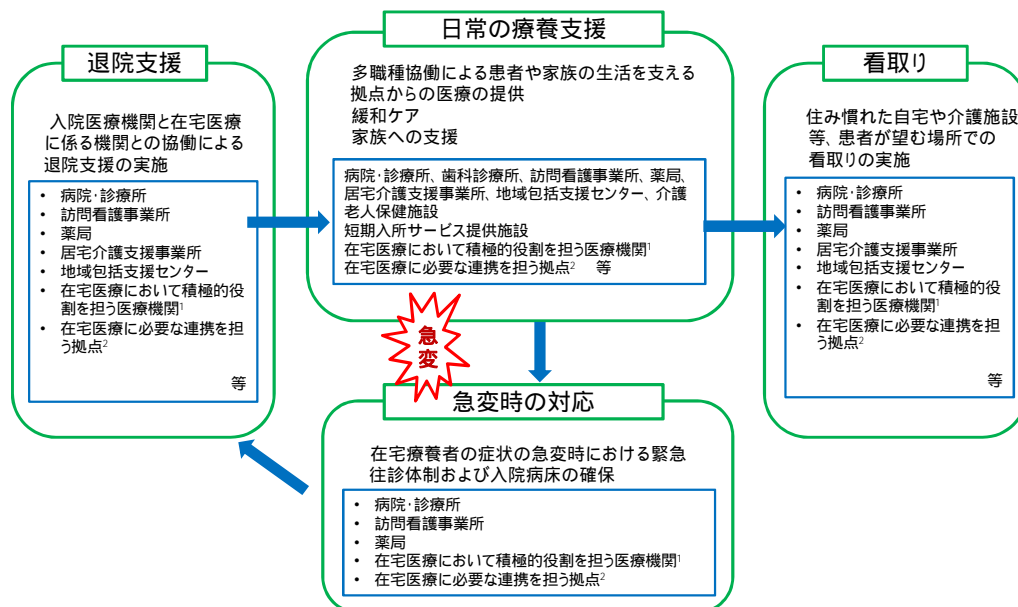 退院支援
入院医療機関と在宅医療
に係る機関との協働による
退院支援の実施
• 病院・診療所
• 訪問看護事業所
• 薬局
• 居宅介護支援事業所
• 地域包括支援センター
• 在宅医療において積極的役
割を担う医療機関¹
• 在宅医療に必要な連携を担
う拠点²
等
日常の療養支援
多職種協働による患者や家族の生活を支える
拠点からの医療の提供
緩和ケア
家族への支援
病院・診療所、歯科診療所、訪問看護事業所、薬局、
居宅介護支援事業所、地域包括支援センター、介護
老人保健施設
短期入所サービス提供施設
在宅医療において積極的役割を担う医療機関¹
在宅医療に必要な連携を担う拠点² 等
急
変
急変時の対応
在宅療養者の症状の急変時における緊急
往診体制および入院病床の確保
• 病院・診療所
• 訪問看護事業所
• 薬局
• 在宅医療において積極的役割を担う医療機関¹
• 在宅医療に必要な連携を担う拠点²
看取り
住み慣れた自宅や介護施設
等、患者が望む場所での
看取りの実施
• 病院・診療所
• 訪問看護事業所
• 薬局
• 居宅介護支援事業所
• 地域包括支援センター
• 在宅医療において積極的役
割を担う医療機関¹
• 在宅医療に必要な連携を担
う拠点²
等